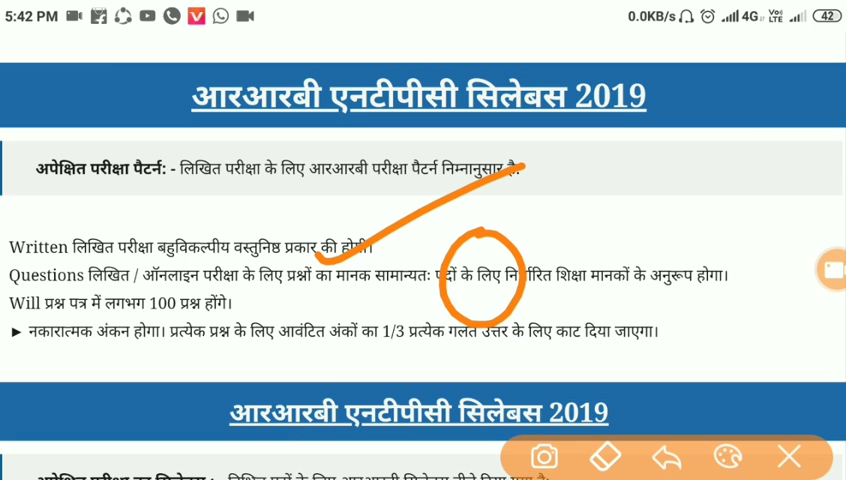 5:42 PM 0.0KB/s 4G Vo LTE 42
आरआरबी एनटीपीसी सिलेबस 2019
अपेक्षित परीक्षा पैटर्न: - लिखित परीक्षा के लिए आरआरबी परीक्षा पैटर्न निम्नानुसार है:
Written लिखित परीक्षा बहुविकल्पीय वस्तुनिष्ठ प्रकार की होगी।
Questions लिखित / ऑनलाइन परीक्षा के लिए प्रश्नों का मानक सामान्यतः पदों के लिए निर्धारित शिक्षा मानकों के अनुरूप होगा।
Will प्रश्न पत्र में लगभग 100 प्रश्न होंगे।
► नकारात्मक अंकन होगा। प्रत्येक प्रश्न के लिए आवंटित अंकों का 1/3 प्रत्येक गलत उत्तर के लिए काट दिया जाएगा।
आरआरबी एनटीपीसी सिलेबस 2019